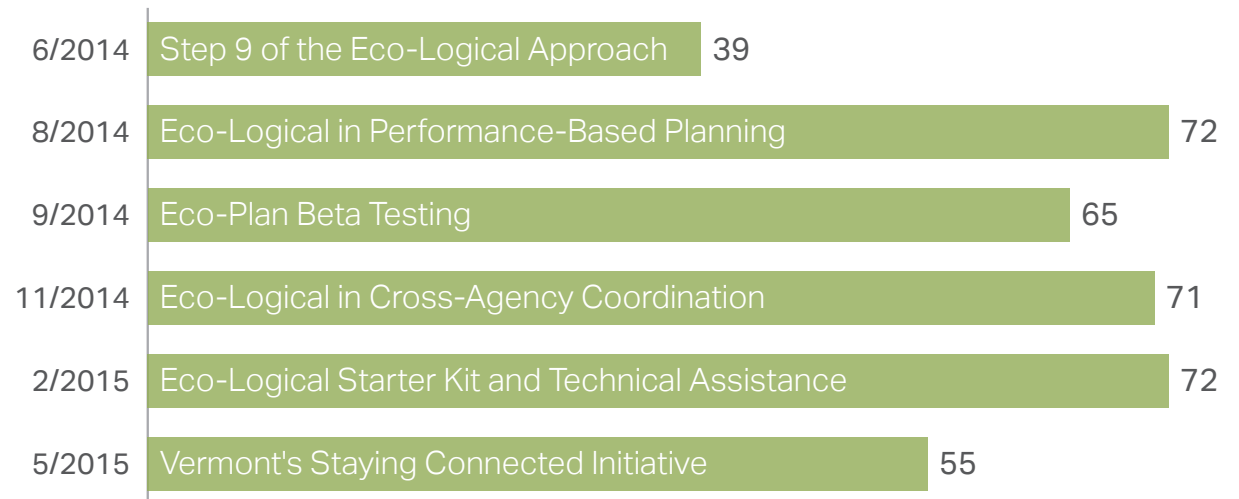 6/2014 Step 9 of the Eco-Logical Approach 39
8/2014 Eco-Logical in Performance-Based Planning 72
9/2014 Eco-Plan Beta Testing 65
11/2014 Eco-Logical in Cross-Agency Coordination 71
2/2015 Eco-Logical Starter Kit and Technical Assistance 72
5/2015 Vermont's Staying Connected Initiative 55